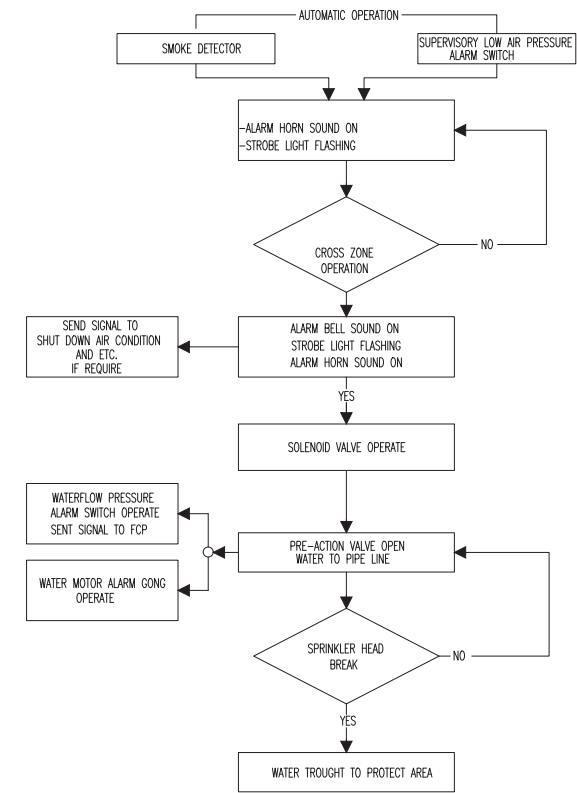 AUTOMATIC OPERATION
SMOKE DETECTOR
SUPERVISORY LOW AIR PRESSURE
ALARM SWITCH
-ALARM HORN SOUND ON
-STROBE LIGHT FLASHING
CROSS ZONE
OPERATION
NO
SEND SIGNAL TO
SHUT DOWN AIR CONDITION
AND ETC.
IF REQUIRE
ALARM BELL SOUND ON
STROBE LIGHT FLASHING
ALARM HORN SOUND ON
YES
SOLENOID VALVE OPERATE
WATERFLOW PRESSURE
ALARM SWITCH OPERATE
SENT SIGNAL TO FCP
PRE-ACTION VALVE OPEN
WATER TO PIPE LINE
WATER MOTOR ALARM GONG
OPERATE
SPRINKLER HEAD
BREAK
NO
YES
WATER TROUGHT TO PROTECT AREA